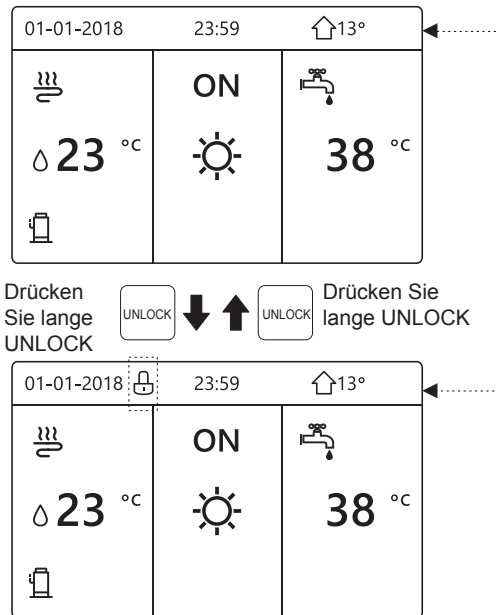 01-01-2018 23:59 13°
ON
23 °C 38 °C
Drücken Sie lange UNLOCK
UNLOCK UNLOCK
Drücken Sie lange UNLOCK
01-01-2018 23:59 13°
ON
23 °C 38 °C